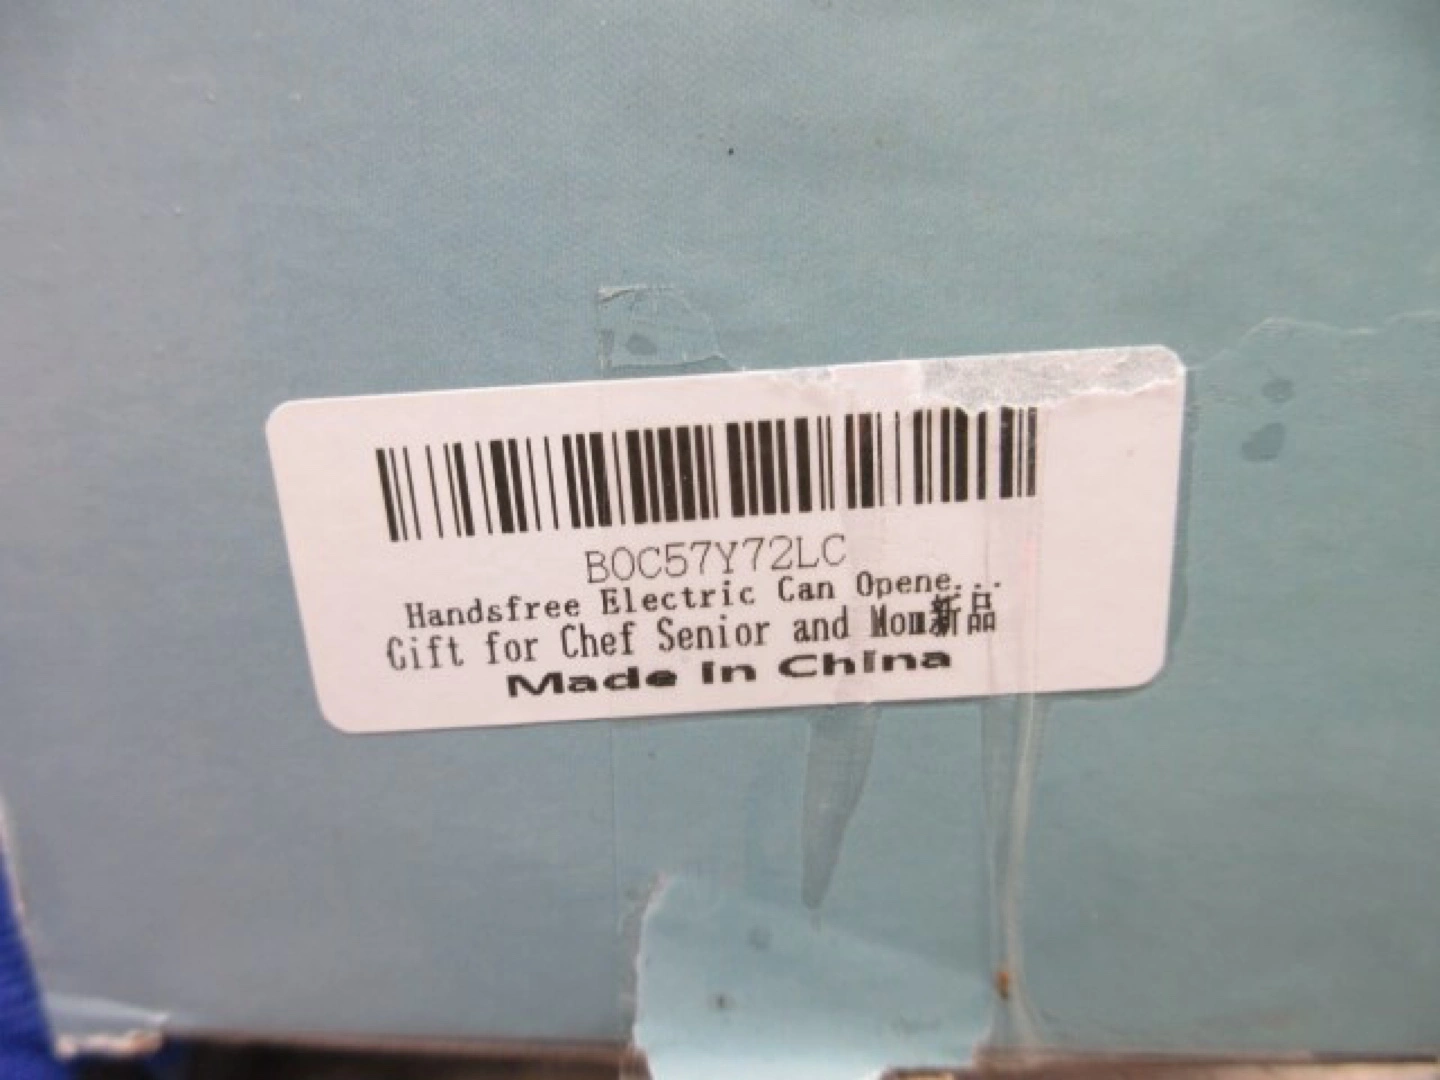 B0C57Y72LC
Handsfree Electric Can Opene...
Gift for Chef Senior and Mom新品
Made In China